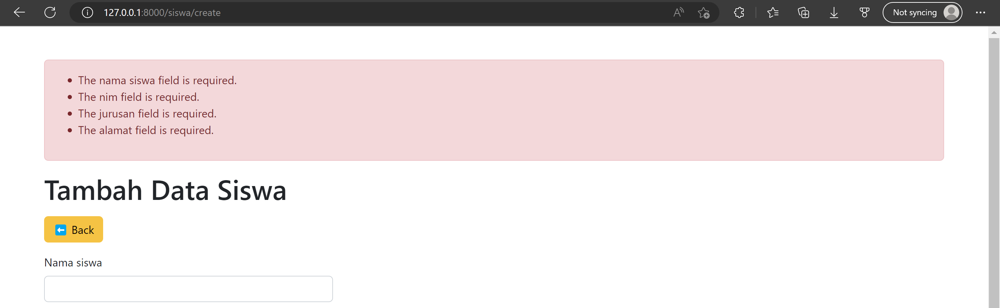 127.0.0.1:8000/siswa/create
Not syncing
The nama siswa field is required.
The nim field is required.
The jurusan field is required.
The alamat field is required.
Tambah Data Siswa
Back
Nama siswa